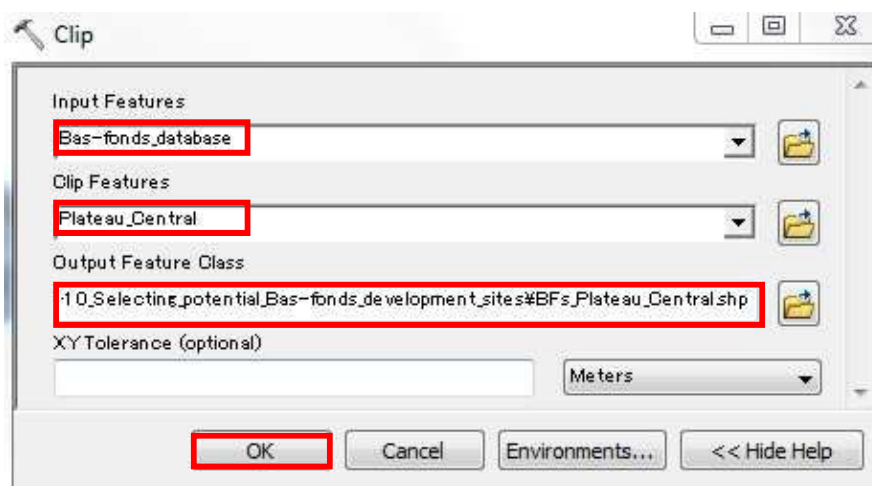 Clip
Input Features
Bas-fonds_database
Clip Features
Plateau_Central
Output Feature Class
10_Selecting_potential_Bas-fonds_development_sites¥BFs_Plateau_Central.shp
XY Tolerance (optional)
Meters
OK Cancel Environments... << Hide Help